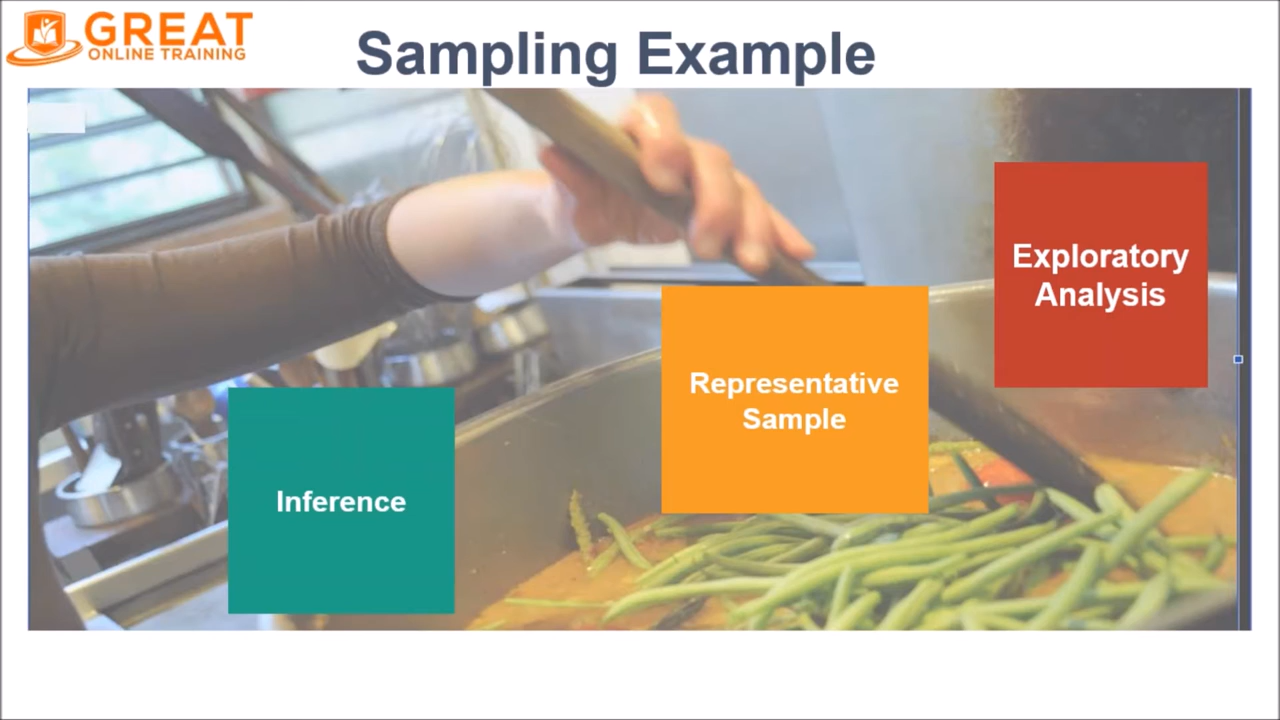 GREAT
ONLINE TRAINING
Sampling Example
Exploratory
Analysis
Representative
Sample
Inference